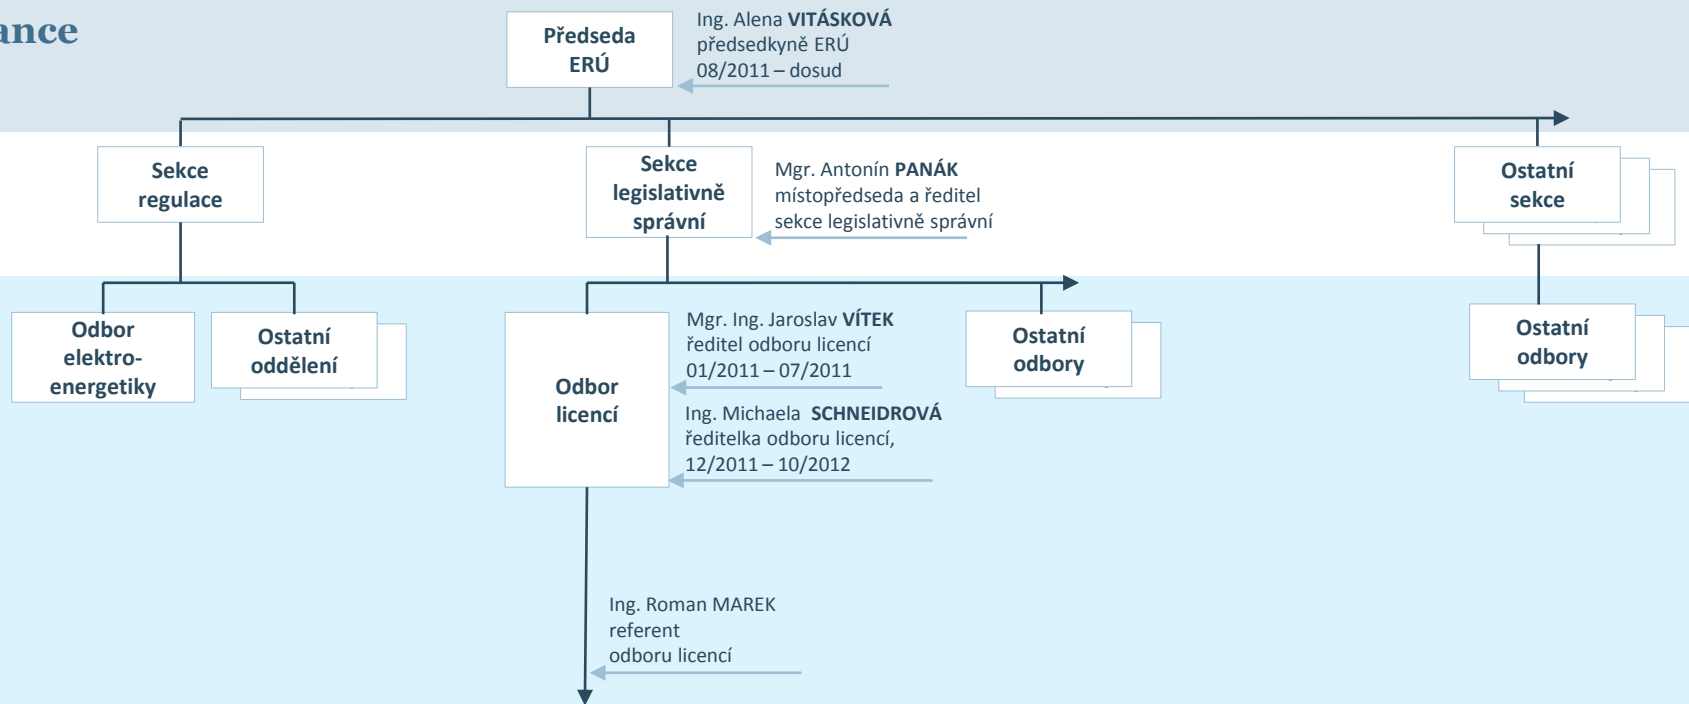 Předseda
ERÚ
Ing. Alena VITÁSKOVÁ
předsedkyně ERÚ
08/2011 – dosud
Sekce
regulace
Sekce
legislativně
správní
Mgr. Antonín PANÁK
místopředseda a ředitel
sekce legislativně správní
Ostatní
sekce
Odbor
elektro-
energetiky
Ostatní
oddělení
Odbor
licencí
Mgr. Ing. Jaroslav VÍTEK
ředitel odboru licencí
01/2011 – 07/2011
Ing. Michaela SCHNEIDROVÁ
ředitelka odboru licencí,
12/2011 – 10/2012
Ostatní
odbory
Ostatní
odbory
Ing. Roman MAREK
referent
odboru licencí